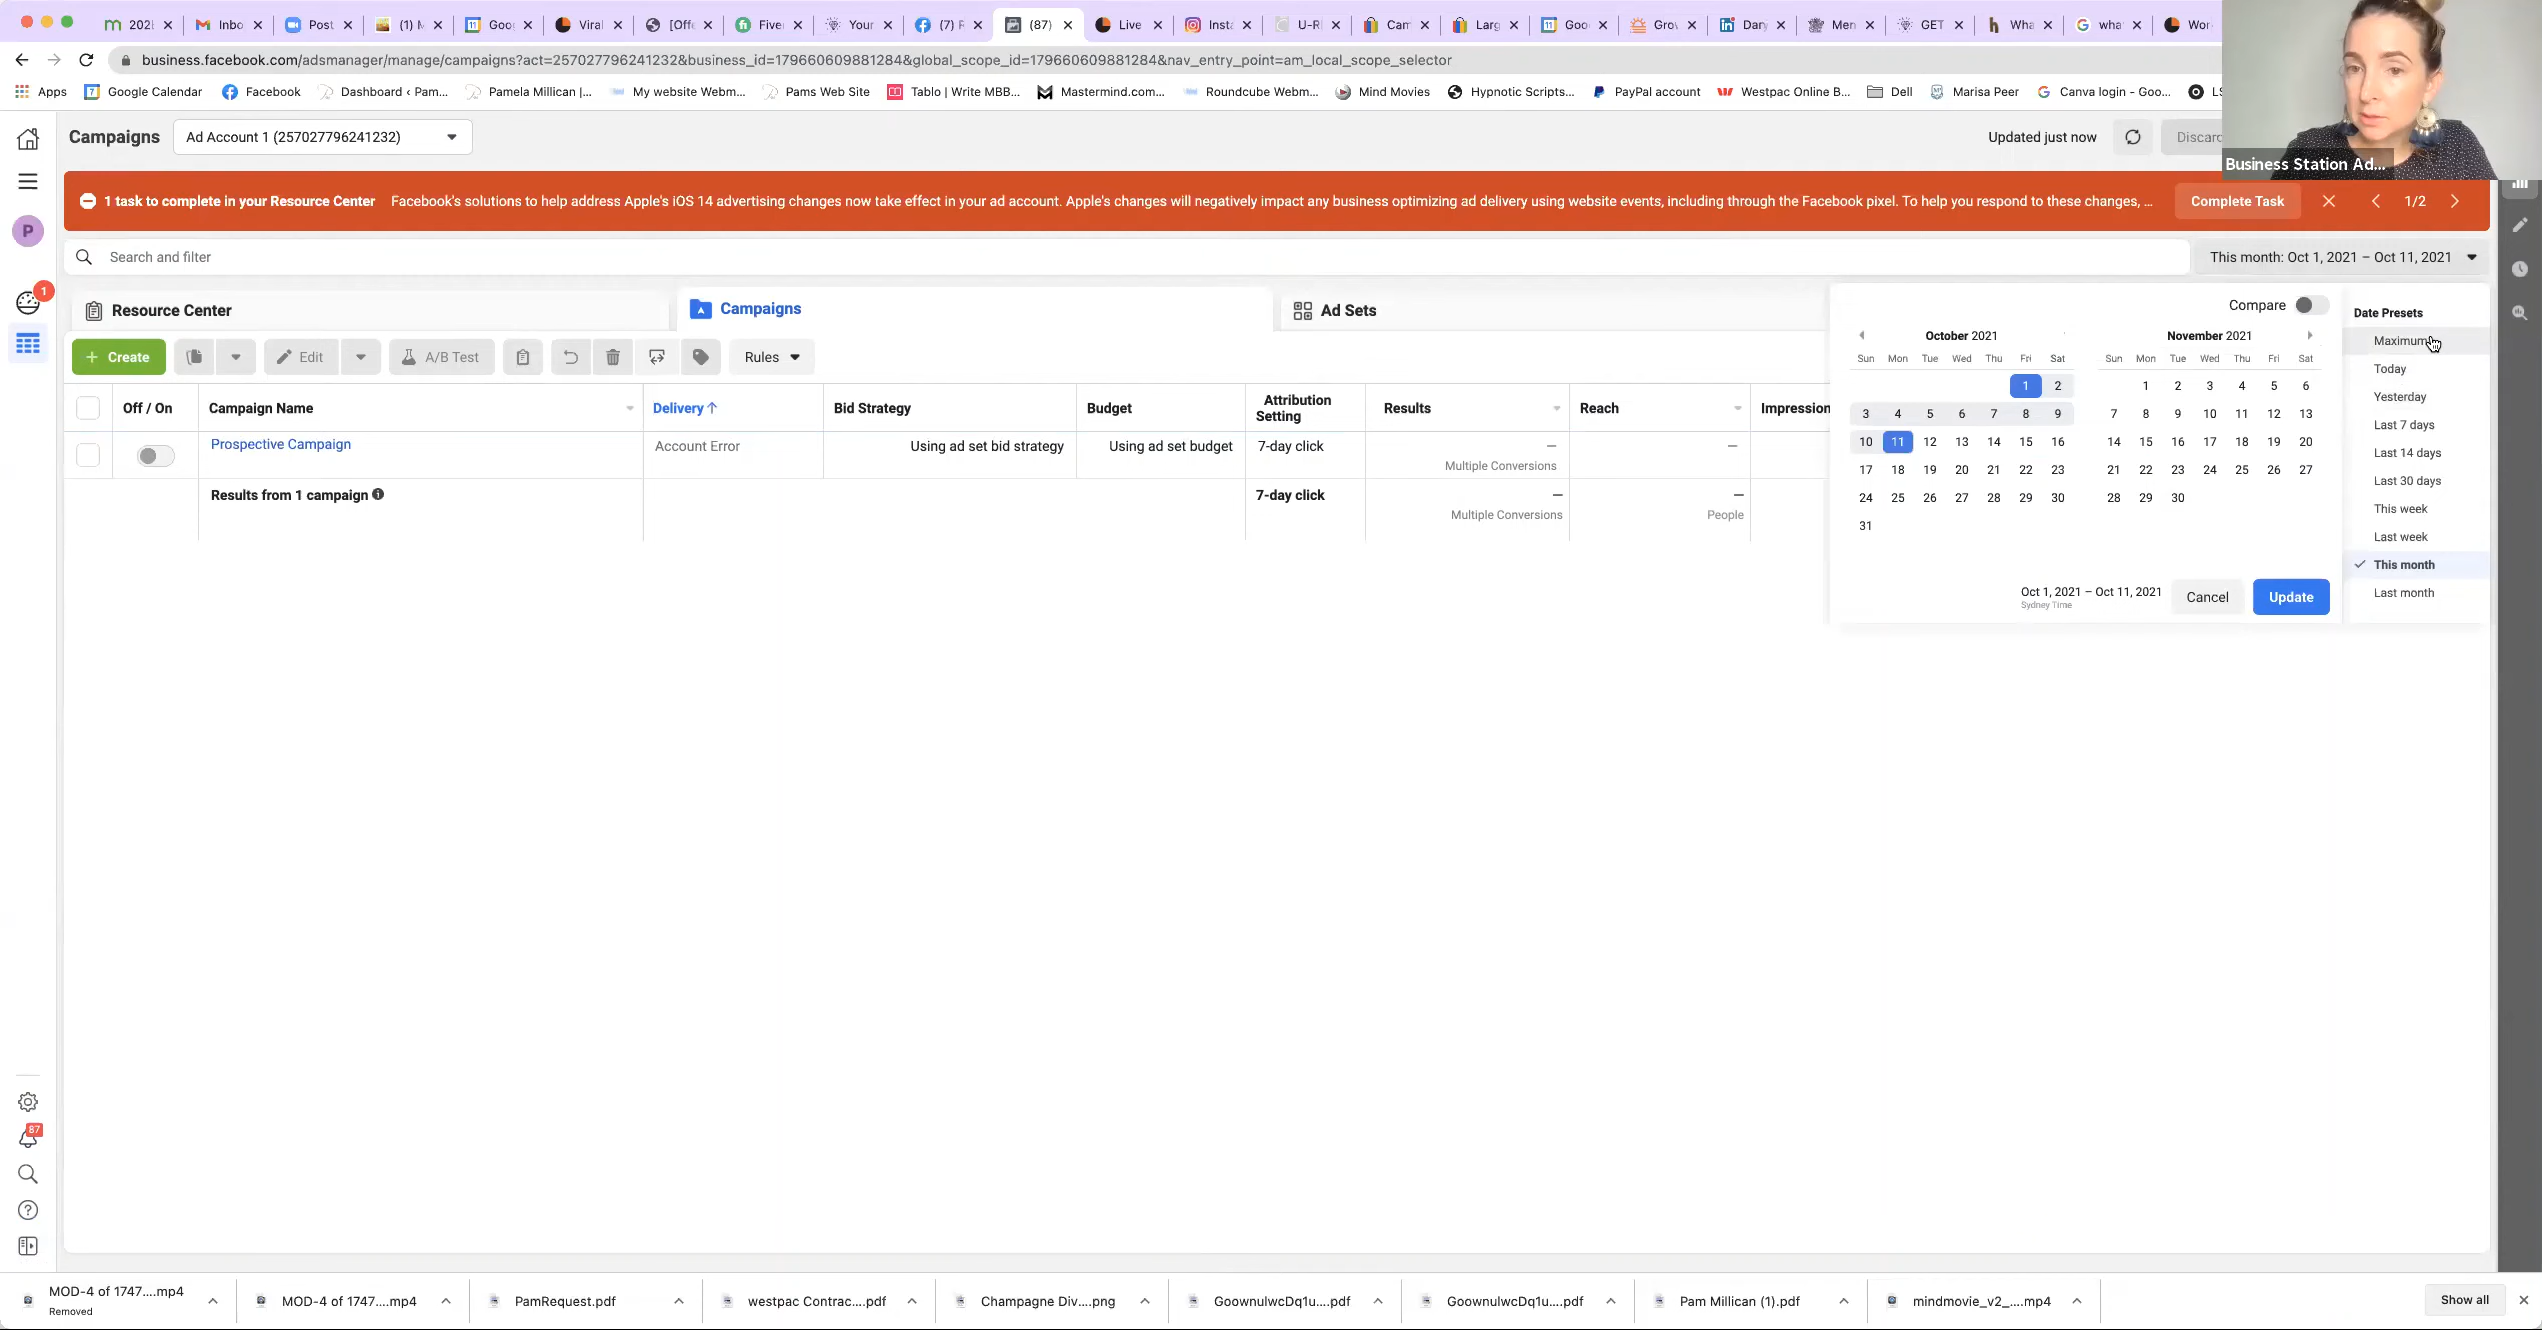 202
Inbo
Post
(1) M
Goo
Viral
[Off
Five
Your
(7) F
(87)
Live
Insta
U-R
Cam
Larg
Goo
Grov
Dary
Men
GET
Wha
wha
Wor
business.facebook.com/adsmanager/manage/campaigns?act=257027796241232&business_id=179660609881284&global_scope_id=179660609881284&nav_entry_point=am_local_scope_selector
Apps
Google Calendar
Facebook
Dashboard ‹ Pam...
Pamela Millican |...
My website Webm...
Pams Web Site
Tablo | Write MBB...
Mastermind.com...
Roundcube Webm...
Mind Movies
Hypnotic Scripts...
PayPal account
Westpac Online B...
Dell
Marisa Peer
Canva login - Goo...
LS
Campaigns
Ad Account 1 (257027796241232)
Updated just now
Discar
Business Station Ad...
1 task to complete in your Resource Center
Facebook's solutions to help address Apple's iOS 14 advertising changes now take effect in your ad account. Apple's changes will negatively impact any business optimizing ad delivery using website events, including through the Facebook pixel. To help you respond to these changes, ...
Complete Task
1/2
P
1
Search and filter
This month: Oct 1, 2021 – Oct 11, 2021
Resource Center
Campaigns
Ad Sets
+ Create
Edit
A/B Test
Rules
Off / On
Campaign Name
Delivery ↑
Bid Strategy
Budget
Attribution
Setting
Results
Reach
Impression
Prospective Campaign
Account Error
Using ad set bid strategy
Using ad set budget
7-day click
—
Multiple Conversions
—
Results from 1 campaign
7-day click
—
Multiple Conversions
—
People
Compare
October 2021
Sun Mon Tue Wed Thu Fri Sat
1 2
3 4 5 6 7 8 9
10 11 12 13 14 15 16
17 18 19 20 21 22 23
24 25 26 27 28 29 30
31
November 2021
Sun Mon Tue Wed Thu Fri Sat
1 2 3 4 5 6
7 8 9 10 11 12 13
14 15 16 17 18 19 20
21 22 23 24 25 26 27
28 29 30
Oct 1, 2021 – Oct 11, 2021
Sydney Time
Cancel
Update
Date Presets
Maximum
Today
Yesterday
Last 7 days
Last 14 days
Last 30 days
This week
Last week
This month
Last month
87
MOD-4 of 1747....mp4
Removed
MOD-4 of 1747....mp4
PamRequest.pdf
westpac Contrac....pdf
Champagne Div....png
GoownulwcDq1u....pdf
GoownulwcDq1u....pdf
Pam Millican (1).pdf
mindmovie_v2_....mp4
Show all